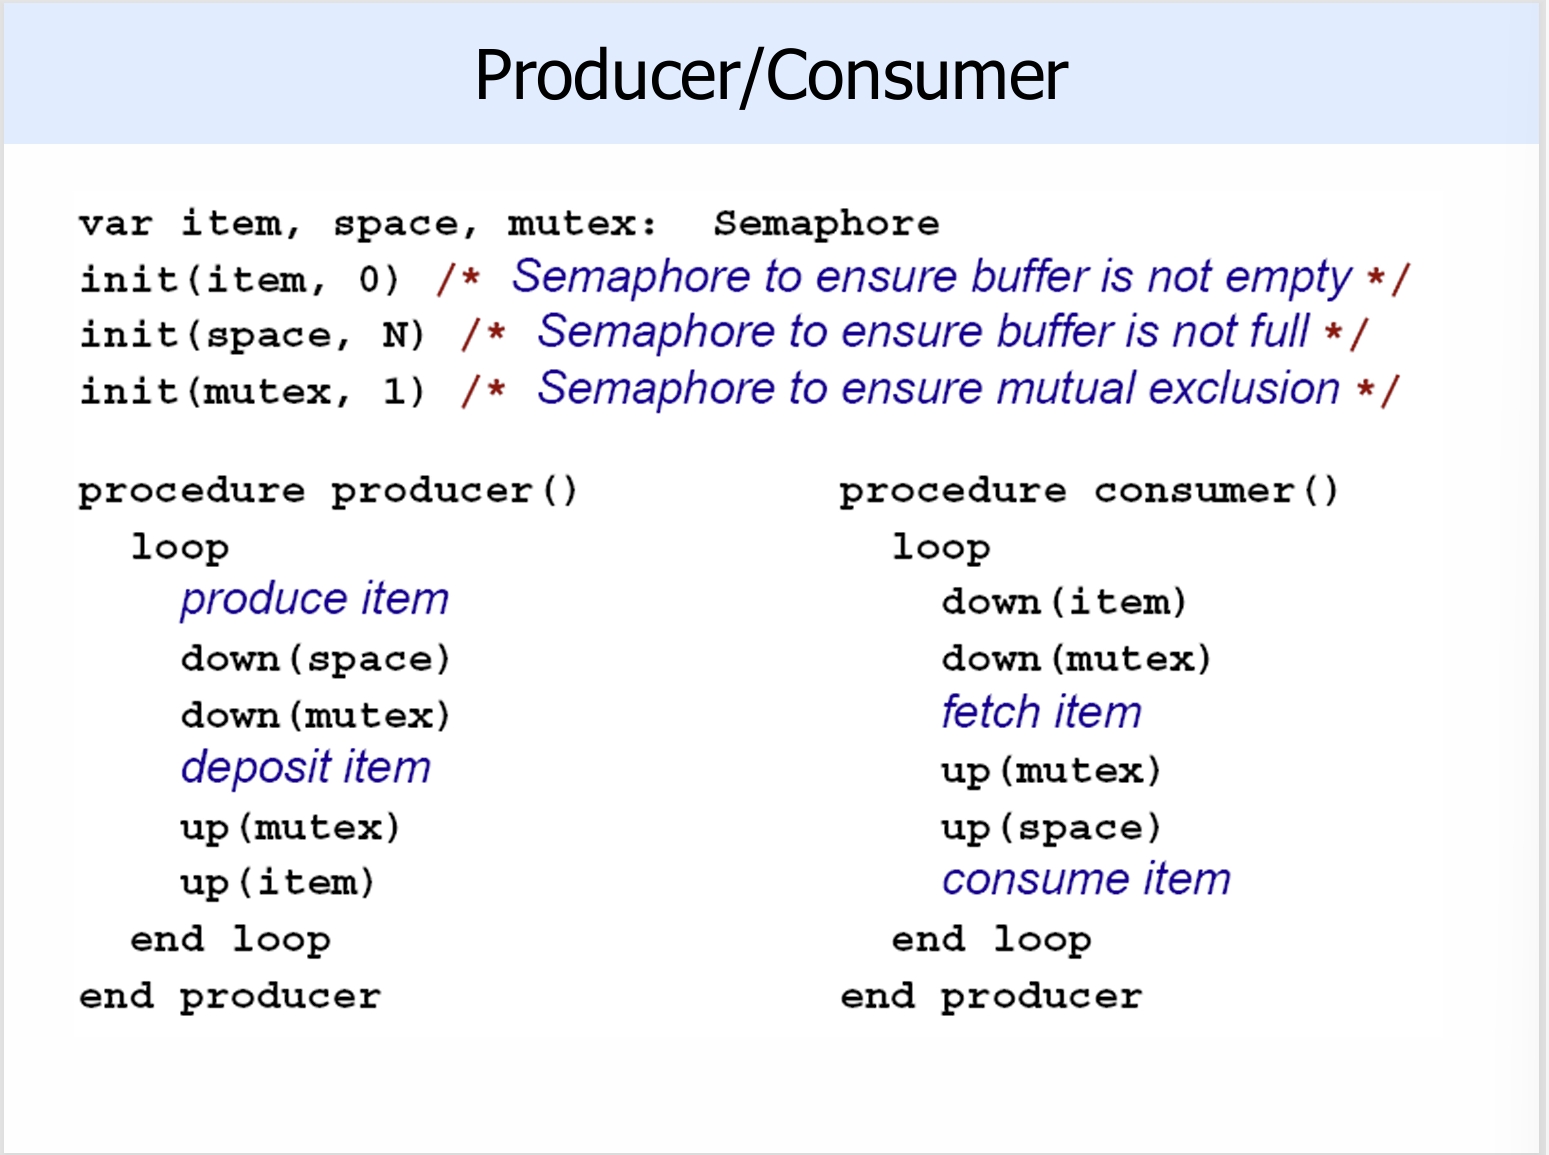 Producer/Consumer
var item, space, mutex: Semaphore
init(item, 0) /* Semaphore to ensure buffer is not empty */
init(space, N) /* Semaphore to ensure buffer is not full */
init(mutex, 1) /* Semaphore to ensure mutual exclusion */
procedure producer()
loop
produce item
down(space)
down(mutex)
deposit item
up(mutex)
up(item)
end loop
end producer
procedure consumer()
loop
down(item)
down(mutex)
fetch item
up(mutex)
up(space)
consume item
end loop
end producer